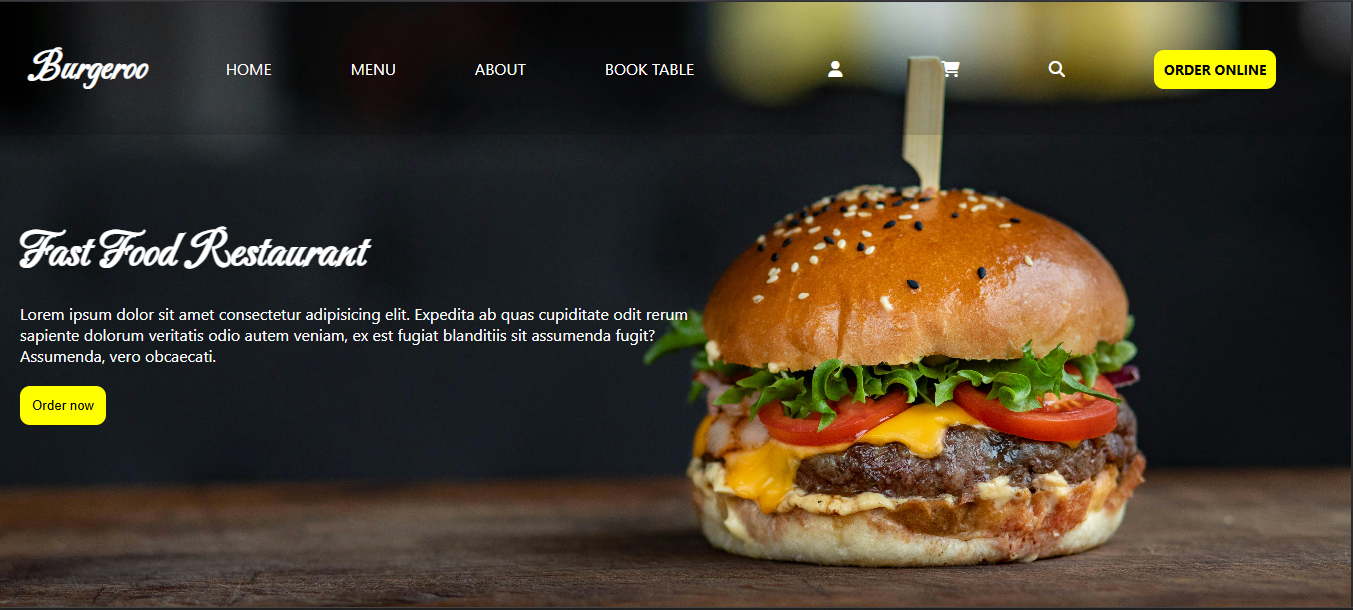 Burgeroo HOME MENU ABOUT BOOK TABLE ORDER ONLINE
Fast Food Restaurant
Lorem ipsum dolor sit amet consectetur adipisicing elit. Expedita ab quas cupiditate odit rerum
sapiente dolorum veritatis odio autem veniam, ex est fugiat blanditiis sit assumenda fugit?
Assumenda, vero obcaecati.
Order now